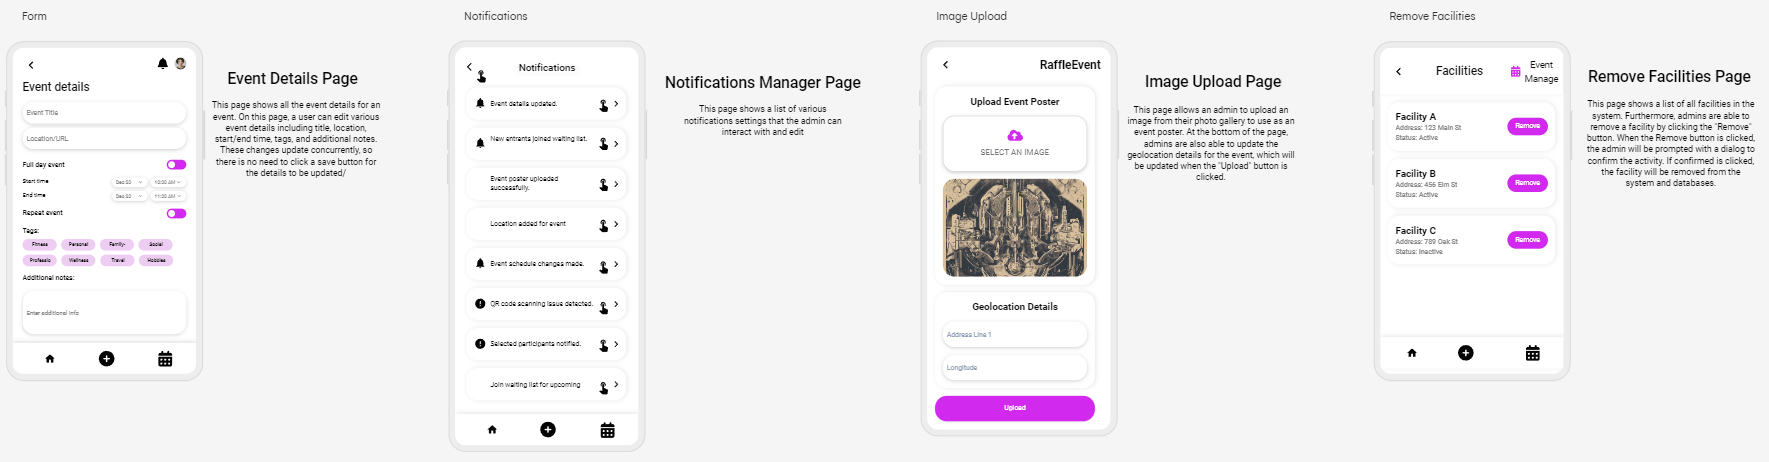 Form
Event details
Event Title
Location/URL
Full day event
Start time
End time
Repeat event
Tags:
Fitness Personal Family- Social
Professio Wellness Travel Hobbies
Additional notes:
Enter additional info
Event Details Page
This page shows all the event details for an
event. On this page, a user can edit various
event details including title, location,
start/end time, tags, and additional notes.
These changes update concurrently, so
there is no need to click a save button for
the details to be updated/
Notifications
Notifications
Event details updated.
New entrants joined waiting list.
Event poster uploaded
successfully.
Location added for event
Event schedule changes made.
QR code scanning issue detected.
Selected participants notified.
Join waiting list for upcoming
Notifications Manager Page
This page shows a list of various
notifications settings that the admin can
interact with and edit
Image Upload
RaffleEvent
Upload Event Poster
SELECT AN IMAGE
Geolocation Details
Address Line 1
Longitude
Upload
Image Upload Page
This page allows an admin to upload an
image from their photo gallery to use as an
event poster. At the bottom of the page,
admins are also able to update the
geolocation details for the event, which will
be updated when the "Upload" button is
clicked.
Remove Facilities
Facilities
Event
Manage
Facility A
Address: 123 Main St
Status: Active
Remove
Facility B
Address: 456 Elm St
Status: Active
Remove
Facility C
Address: 789 Oak St
Status: Inactive
Remove
Remove Facilities Page
This page shows a list of all facilities in the
system. Furthermore, admins are able to
remove a facility by clicking the "Remove"
button. When the Remove button is clicked,
the admin will be prompted with a dialog to
confirm the activity. If confirmed is clicked,
the facility will be removed from the
system and databases.